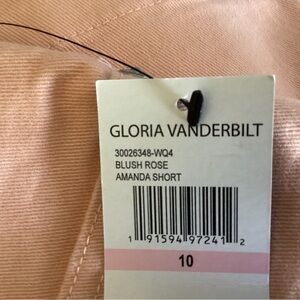 GLORIA VANDERBILT
30026348-WQ4
BLUSH ROSE
AMANDA SHORT
1 91594 97241 2
10